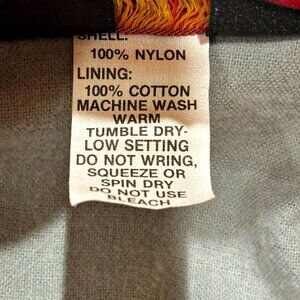 SHELL:
100% NYLON
LINING:
100% COTTON
MACHINE WASH
WARM
TUMBLE DRY-
LOW SETTING
DO NOT WRING,
SQUEEZE OR
SPIN DRY
DO NOT USE
BLEACH